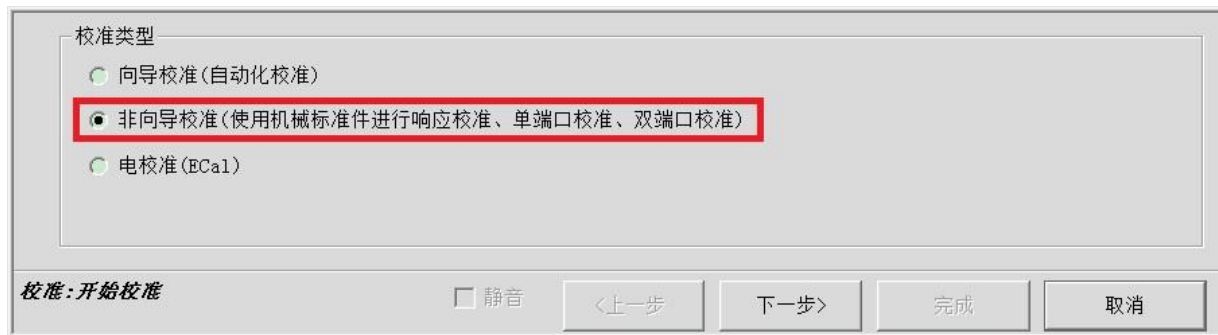 校准类型
向导校准(自动化校准)
非向导校准(使用机械标准件进行响应校准、单端口校准、双端口校准)
电校准(ECal)
校准:开始校准
静音
<上一步
下一步>
完成
取消